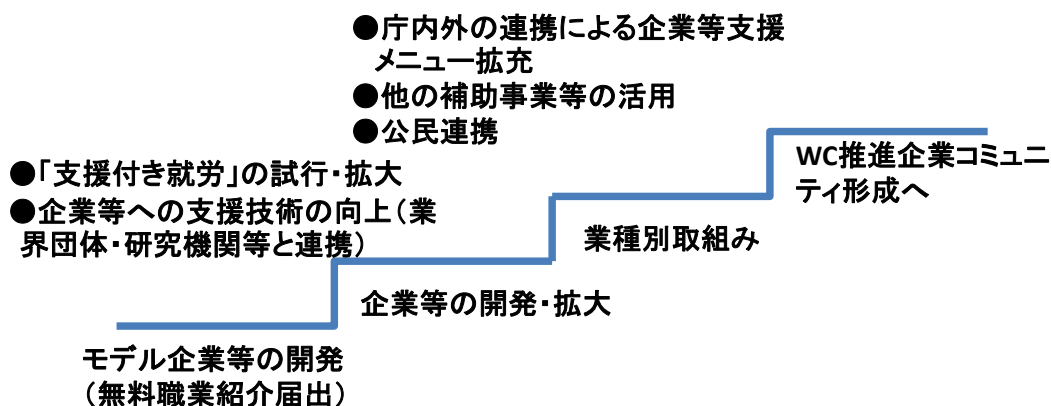 ●庁内外の連携による企業等支援
メニュー拡充
●他の補助事業等の活用
●公民連携
●「支援付き就労」の試行・拡大
●企業等への支援技術の向上（業
界団体・研究機関等と連携）
WC推進企業コミュニ
ティ形成へ
業種別取組み
企業等の開発・拡大
モデル企業等の開発
（無料職業紹介届出）